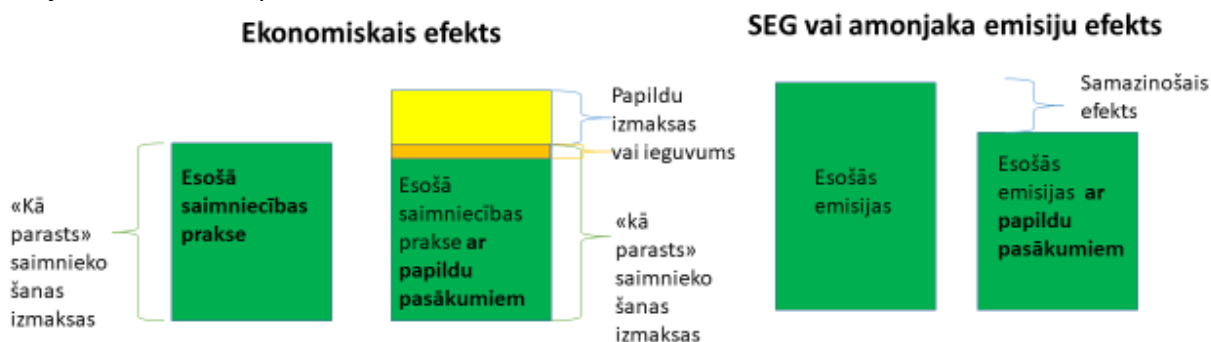 Ekonomiskais efekts
SEG vai amonjaka emisiju efekts
«Kā
parasts»
saimnieko
šanas
izmaksas
Esošā
saimniecības
prakse
Esošā
saimniecības
prakse ar
papildu
pasākumiem
Papildu
izmaksas
vai ieguvums
«kā
parasts»
saimnieko
šanas
izmaksas
Esošās
emisijas
Esošās
emisijas ar
papildu
pasākumiem
Samazinošais
efekts